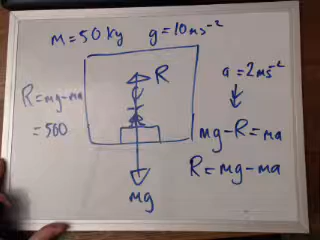 m = 50 kg g = 10 ms⁻²
R
a = 2 ms⁻²
R = mg - ma
= 500
mg - R = ma
R = mg - ma
mg